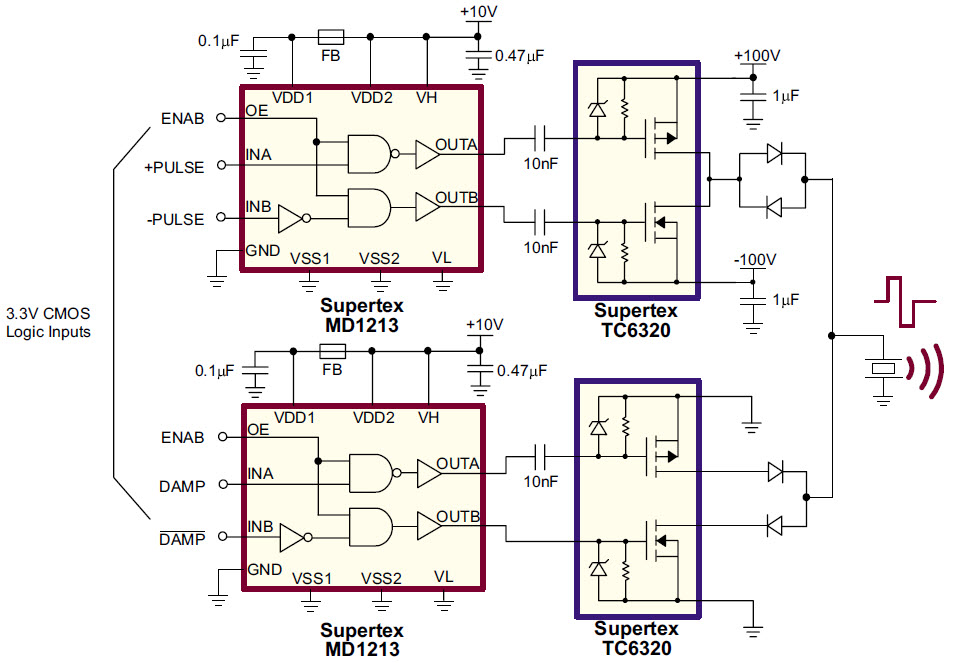 +10V
0.1µF
FB
0.47µF
VDD1 VDD2 VH
ENAB
OE
+PULSE
INA
OUTA
-PULSE
INB
OUTB
GND
VSS1 VSS2 VL
10nF
10nF
+100V
1µF
-100V
1µF
Supertex
MD1213
Supertex
TC6320
3.3V CMOS
Logic Inputs
+10V
0.1µF
FB
0.47µF
VDD1 VDD2 VH
ENAB
OE
DAMP
INA
OUTA
DAMP
INB
OUTB
GND
VSS1 VSS2 VL
10nF
Supertex
MD1213
Supertex
TC6320